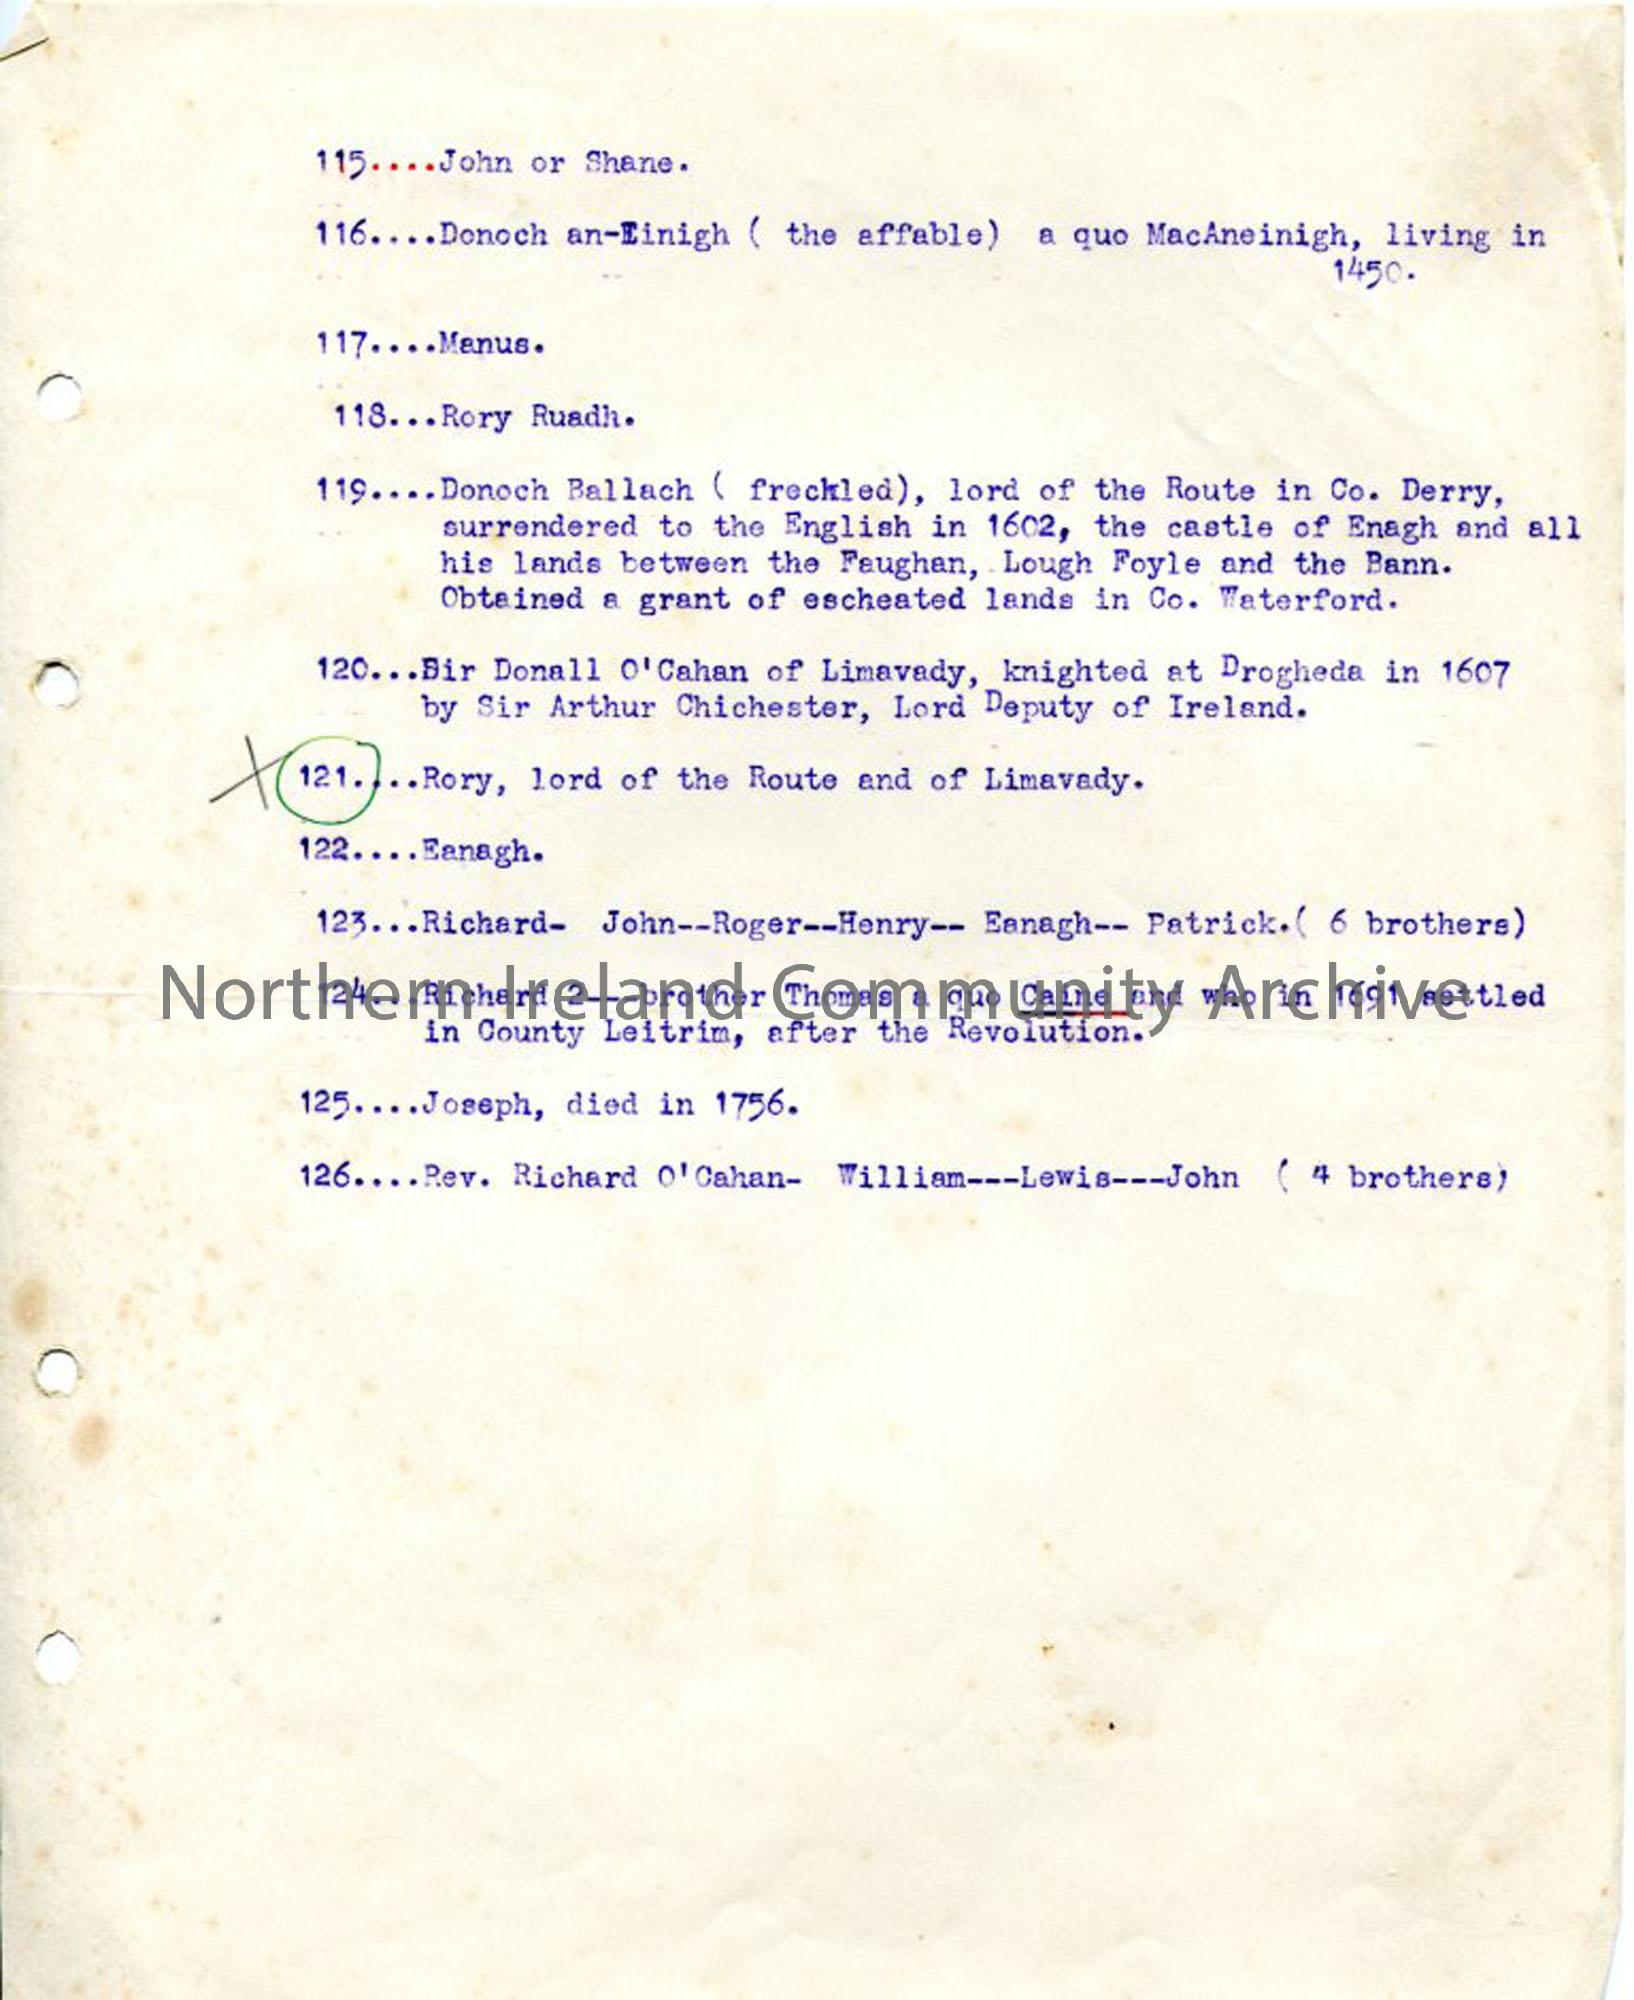 115....John or Shane.
116....Donoch an-Einigh ( the affable) a quo MacAneinigh, living in
1450.
117....Manus.
118...Rory Ruadh.
119....Donoch Ballach ( freckled), lord of the Route in Co. Derry,
surrendered to the English in 1602, the castle of Enagh and all
his lands between the Faughan, Lough Foyle and the Bann.
Obtained a grant of escheated lands in Co. Waterford.
120...Sir Donall O'Cahan of Limavady, knighted at Drogheda in 1607
by Sir Arthur Chichester, Lord Deputy of Ireland.
X 121....Rory, lord of the Route and of Limavady.
122....Eanagh.
123...Richard- John--Roger--Henry-- Eanagh-- Patrick.( 6 brothers)
Northern Ireland Community Archive
124...Richard 2---brother Thomas a quo Caine and who in 1691 settled
in County Leitrim, after the Revolution.
125....Joseph, died in 1756.
126....Rev. Richard O'Cahan- William---Lewis---John ( 4 brothers)